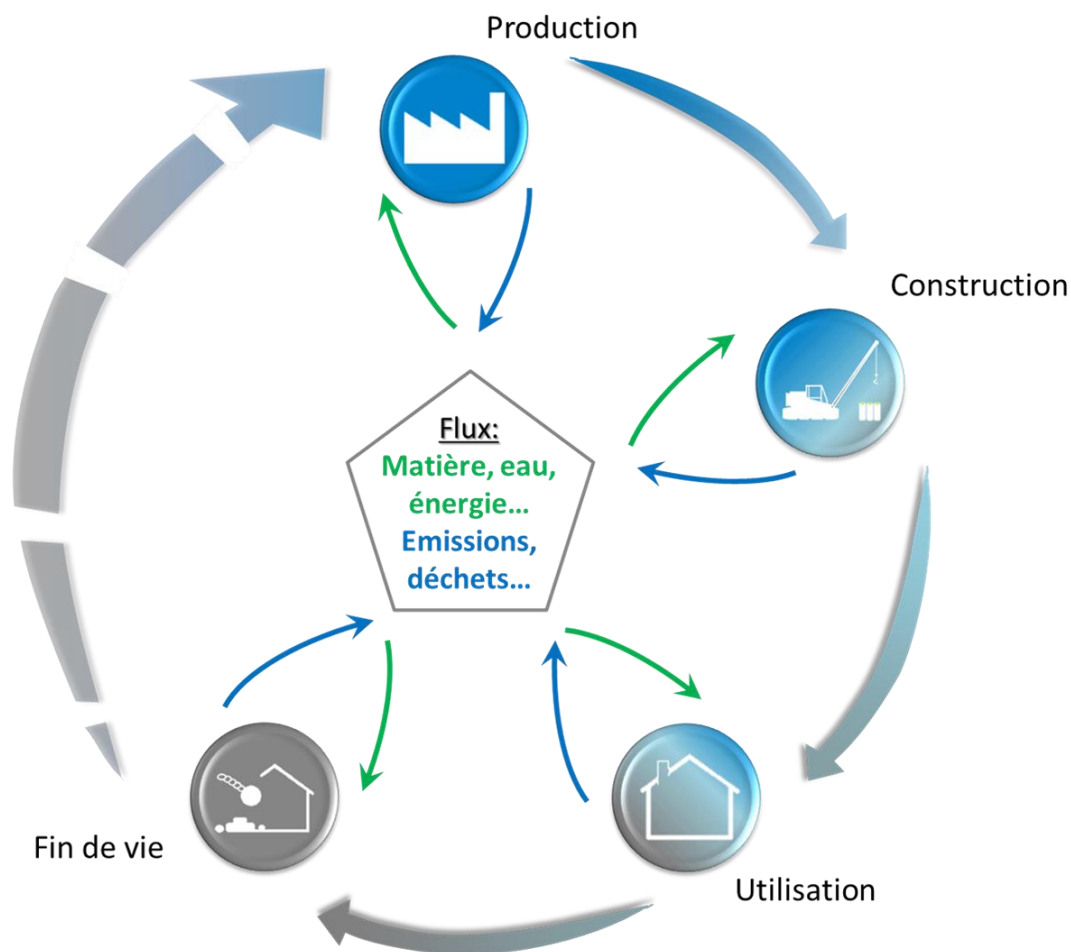 Production
Construction
Flux:
Matière, eau,
énergie...
Emissions,
déchets...
Fin de vie
Utilisation